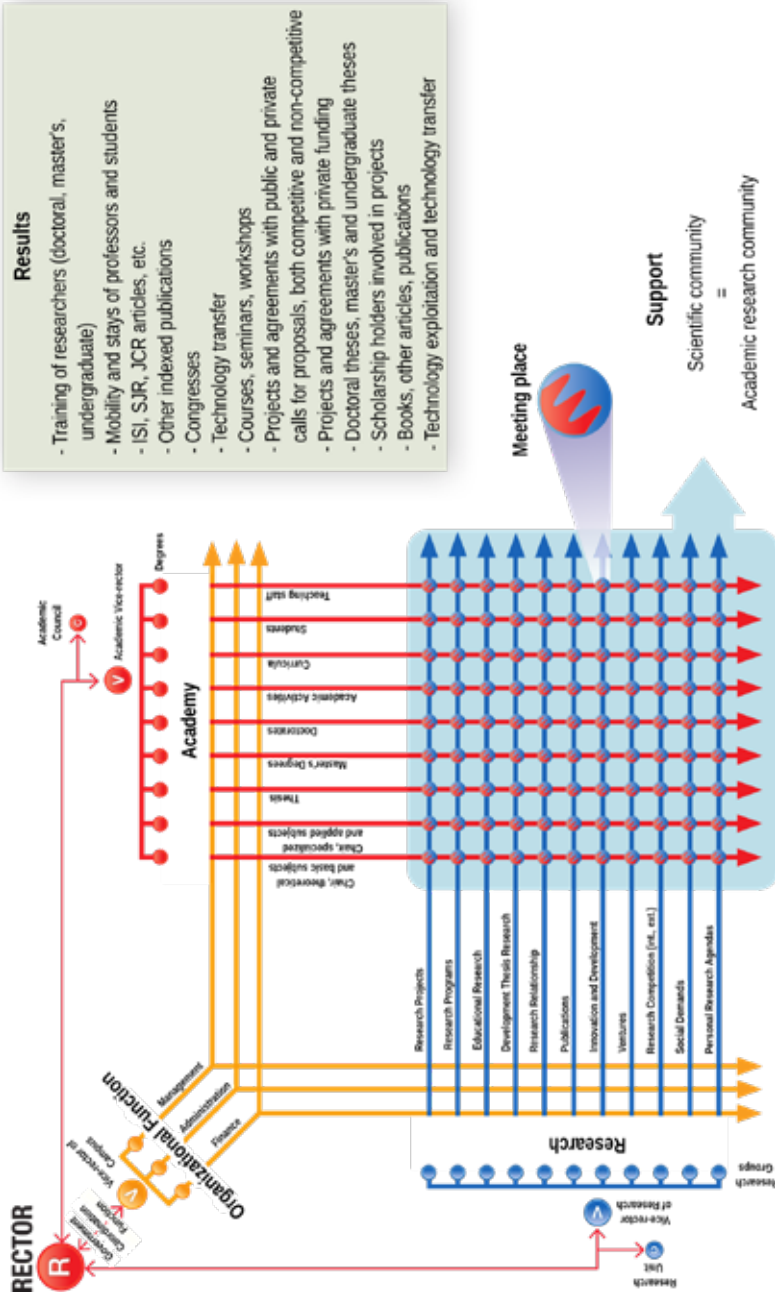 RECTOR
R
Government
Coordination
Function
Vice-rector of
Campus
V
Organizational Function
Management
Administration
Finance
Academic
Council
C
V
Academic Vice-rector
Degrees
Academy
Chair, theoretical
and basic subjects
Chair, specialized
and applied subjects
Thesis
Master's Degrees
Doctorates
Academic Activities
Curricula
Students
Teaching staff
Results
- Training of researchers (doctoral, master's,
undergraduate)
- Mobility and stays of professors and students
- ISI, SJR, JCR articles, etc.
- Other indexed publications
- Congresses
- Technology transfer
- Courses, seminars, workshops
- Projects and agreements with public and private
calls for proposals, both competitive and non-competitive
- Projects and agreements with private funding
- Doctoral theses, master's and undergraduate theses
- Scholarship holders involved in projects
- Books, other articles, publications
- Technology exploitation and technology transfer
Research
Unit
C
Vice-rector
of Research
V
Research
Groups
Research
Research Projects
Research Programs
Educational Research
Development Thesis Research
Research Relationship
Publications
Innovation and Development
Ventures
Research Competition (int., ext.)
Social Demands
Personal Research Agendas
Meeting place
Support
Scientific community
=
Academic research community